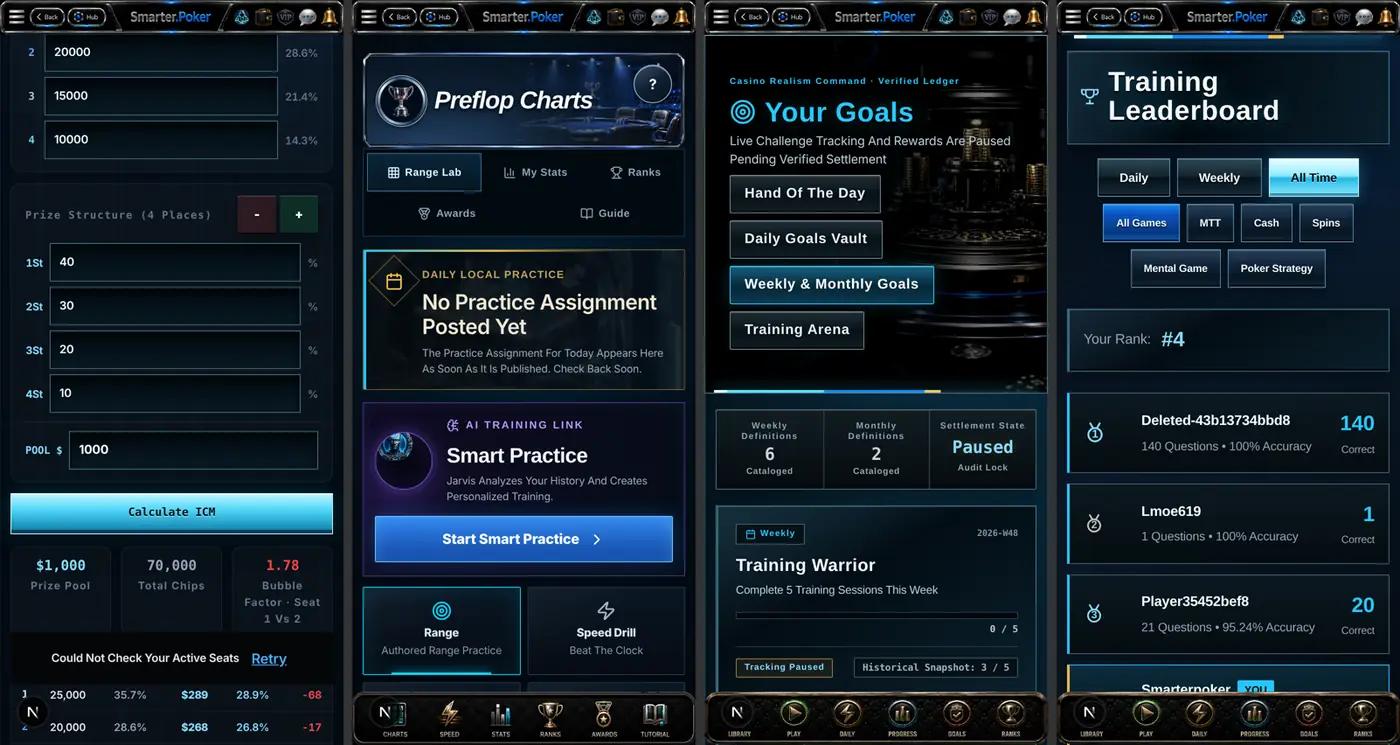 Back
Hub
Smarter.Poker
VIP
2
20000
28.6%
3
15000
21.4%
4
10000
14.3%
Prize Structure (4 Places)
-
+
1St
40
%
2St
30
%
3St
20
%
4St
10
%
POOL $
1000
Calculate ICM
$1,000
Prize Pool
70,000
Total Chips
1.78
Bubble
Factor · Seat
1 Vs 2
Could Not Check Your Active Seats
Retry
1
25,000
35.7%
$289
28.9%
-68
N
20,000
28.6%
$268
26.8%
-17
Back
Hub
Smarter.Poker
VIP
Preflop Charts
?
Range Lab
My Stats
Ranks
Awards
Guide
DAILY LOCAL PRACTICE
No Practice Assignment
Posted Yet
The Practice Assignment For Today Appears Here
As Soon As It Is Published. Check Back Soon.
AI TRAINING LINK
Smart Practice
Jarvis Analyzes Your History And Creates
Personalized Training.
Start Smart Practice
Range
Authored Range Practice
Speed Drill
Beat The Clock
N
CHARTS
SPEED
STATS
RANKS
AWARDS
TUTORIAL
Back
Hub
Smarter.Poker
VIP
Casino Realism Command · Verified Ledger
Your Goals
Live Challenge Tracking And Rewards Are Paused
Pending Verified Settlement
Hand Of The Day
Daily Goals Vault
Weekly & Monthly Goals
Training Arena
Weekly
Definitions
6
Cataloged
Monthly
Definitions
2
Cataloged
Settlement State
Paused
Audit Lock
Weekly
2026-W48
Training Warrior
Complete 5 Training Sessions This Week
0 / 5
Tracking Paused
Historical Snapshot: 3 / 5
N
LIBRARY
PLAY
DAILY
PROGRESS
GOALS
RANKS
Back
Hub
Smarter.Poker
VIP
Training
Leaderboard
Daily
Weekly
All Time
All Games
MTT
Cash
Spins
Mental Game
Poker Strategy
Your Rank: #4
1
Deleted-43b13734bbd8
140 Questions • 100% Accuracy
140
Correct
2
Lmoe619
1 Questions • 100% Accuracy
1
Correct
3
Player35452bef8
21 Questions • 95.24% Accuracy
20
Correct
Smarterpoker
YOU
N
LIBRARY
PLAY
DAILY
PROGRESS
GOALS
RANKS